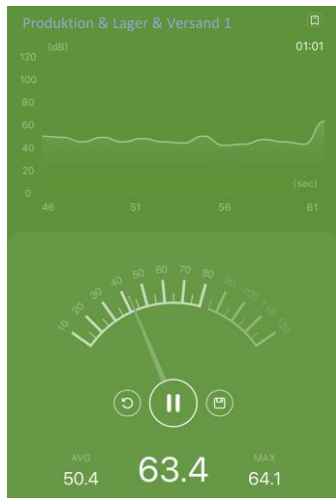 Produktion & Lager & Versand 1
(dB)
01:01
120
100
80
60
40
20
0
(sec)
46 51 56 61
10 20 30 40 50 60 70 80 90 100 110 120
AVG
50.4
63.4
MAX
64.1